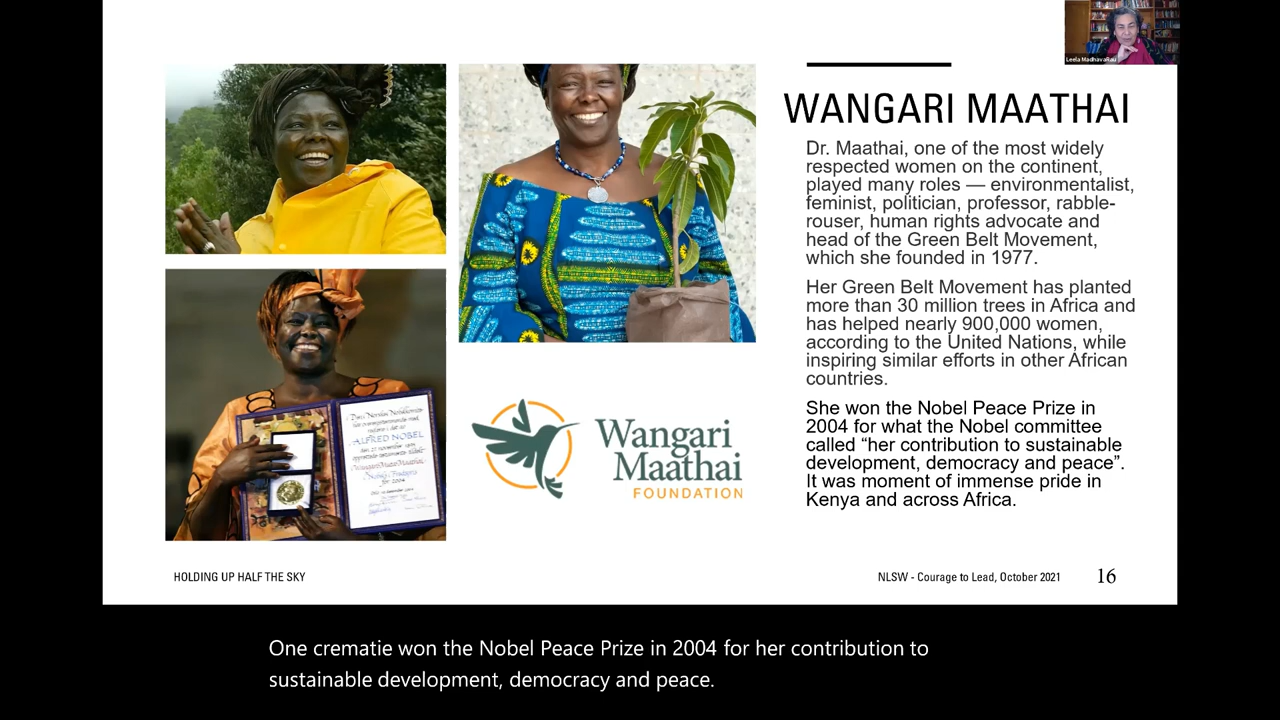 Leela MadhavaRau
WANGARI MAATHAI
Dr. Maathai, one of the most widely
respected women on the continent,
played many roles — environmentalist,
feminist, politician, professor, rabble-
rouser, human rights advocate and
head of the Green Belt Movement,
which she founded in 1977.
Her Green Belt Movement has planted
more than 30 million trees in Africa and
has helped nearly 900,000 women,
according to the United Nations, while
inspiring similar efforts in other African
countries.
She won the Nobel Peace Prize in
2004 for what the Nobel committee
called “her contribution to sustainable
development, democracy and peace”.
It was moment of immense pride in
Kenya and across Africa.
ALFRED NOBEL
for 2004
Wangari
Maathai
FOUNDATION
HOLDING UP HALF THE SKY
NLSW - Courage to Lead, October 2021
16
One crematie won the Nobel Peace Prize in 2004 for her contribution to
sustainable development, democracy and peace.